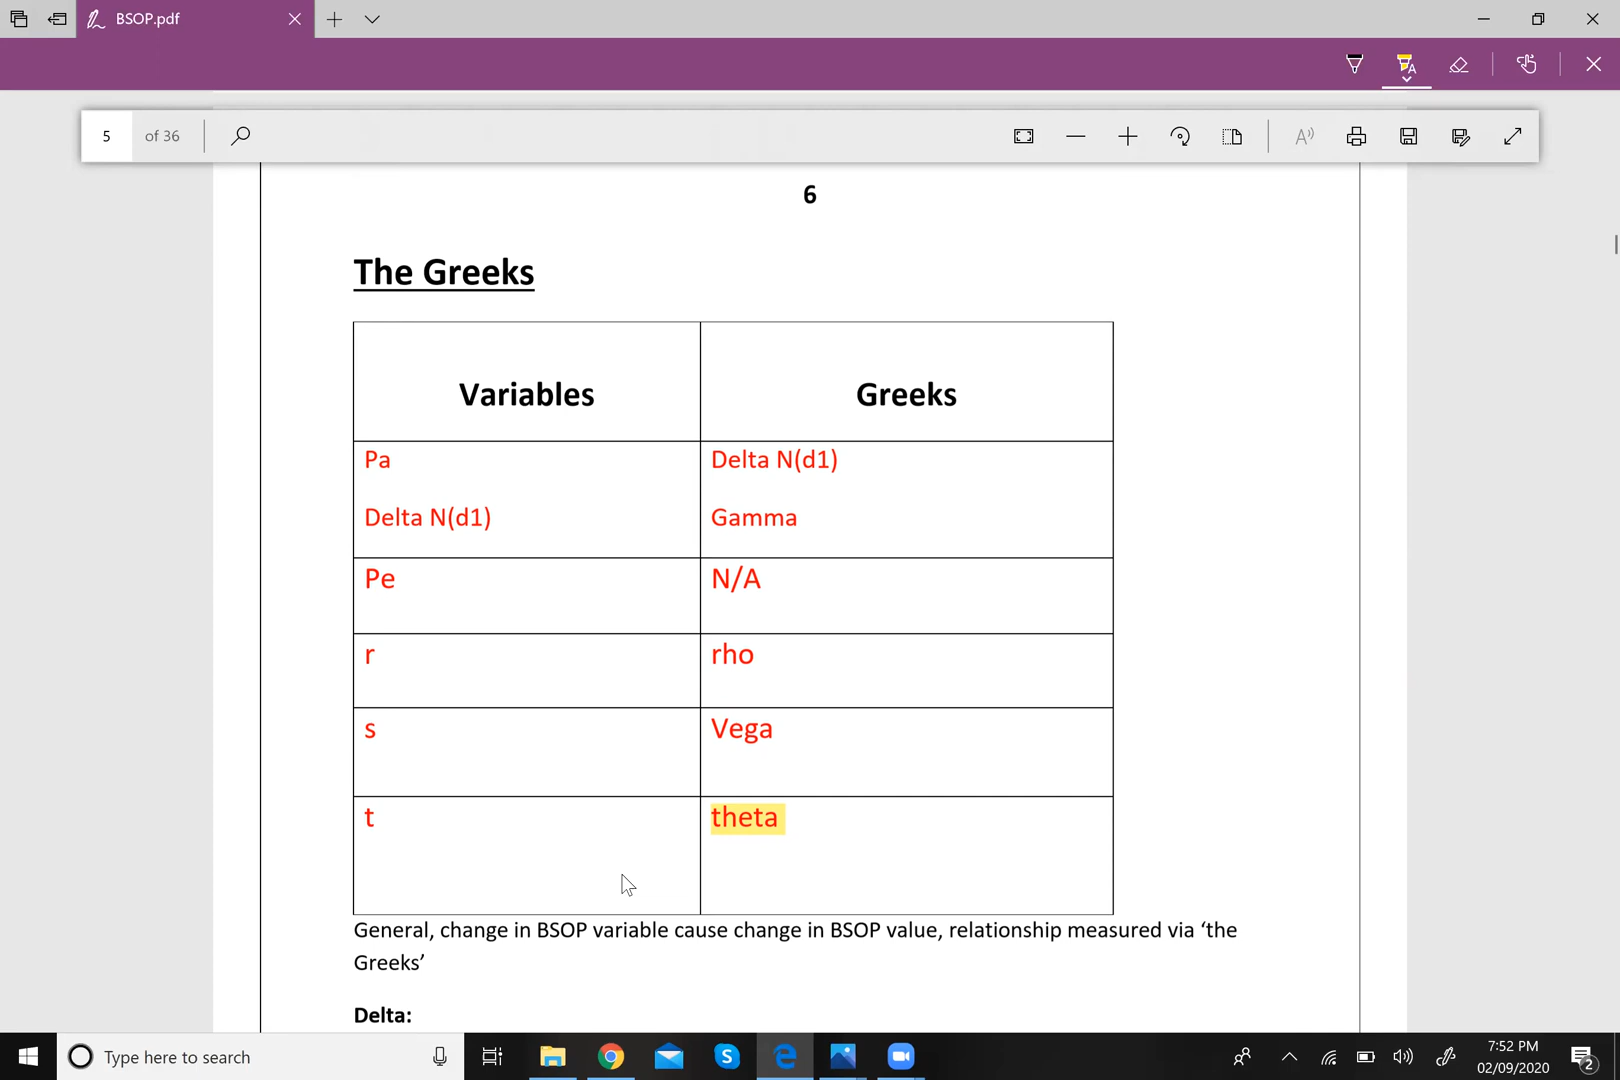 BSOP.pdf
5 of 36
6
The Greeks
Variables Greeks
Pa Delta N(d1)
Delta N(d1) Gamma
Pe N/A
r rho
s Vega
t theta
General, change in BSOP variable cause change in BSOP value, relationship measured via ‘the
Greeks’
Delta:
Type here to search
7:52 PM
02/09/2020
2